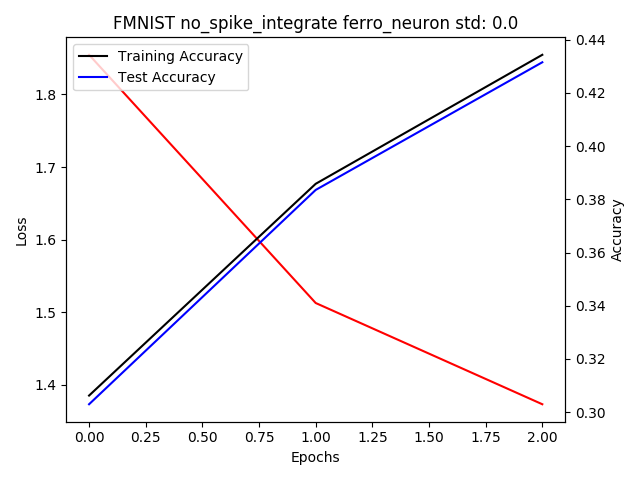 FMNIST no_spike_integrate ferro_neuron std: 0.0
Training Accuracy
Test Accuracy
1.8
1.7
1.6
1.5
1.4
Loss
0.44
0.42
0.40
0.38
0.36
0.34
0.32
0.30
Accuracy
0.00 0.25 0.50 0.75 1.00 1.25 1.50 1.75 2.00
Epochs